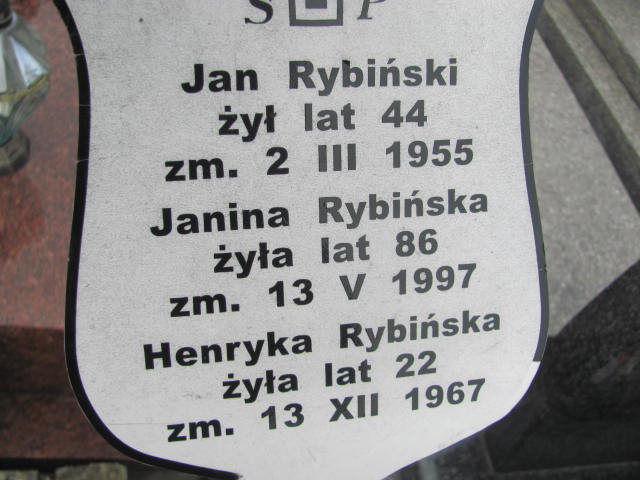 S P
Jan Rybiński
żył lat 44
zm. 2 III 1955
Janina Rybińska
żyła lat 86
zm. 13 V 1997
Henryka Rybińska
żyła lat 22
zm. 13 XII 1967